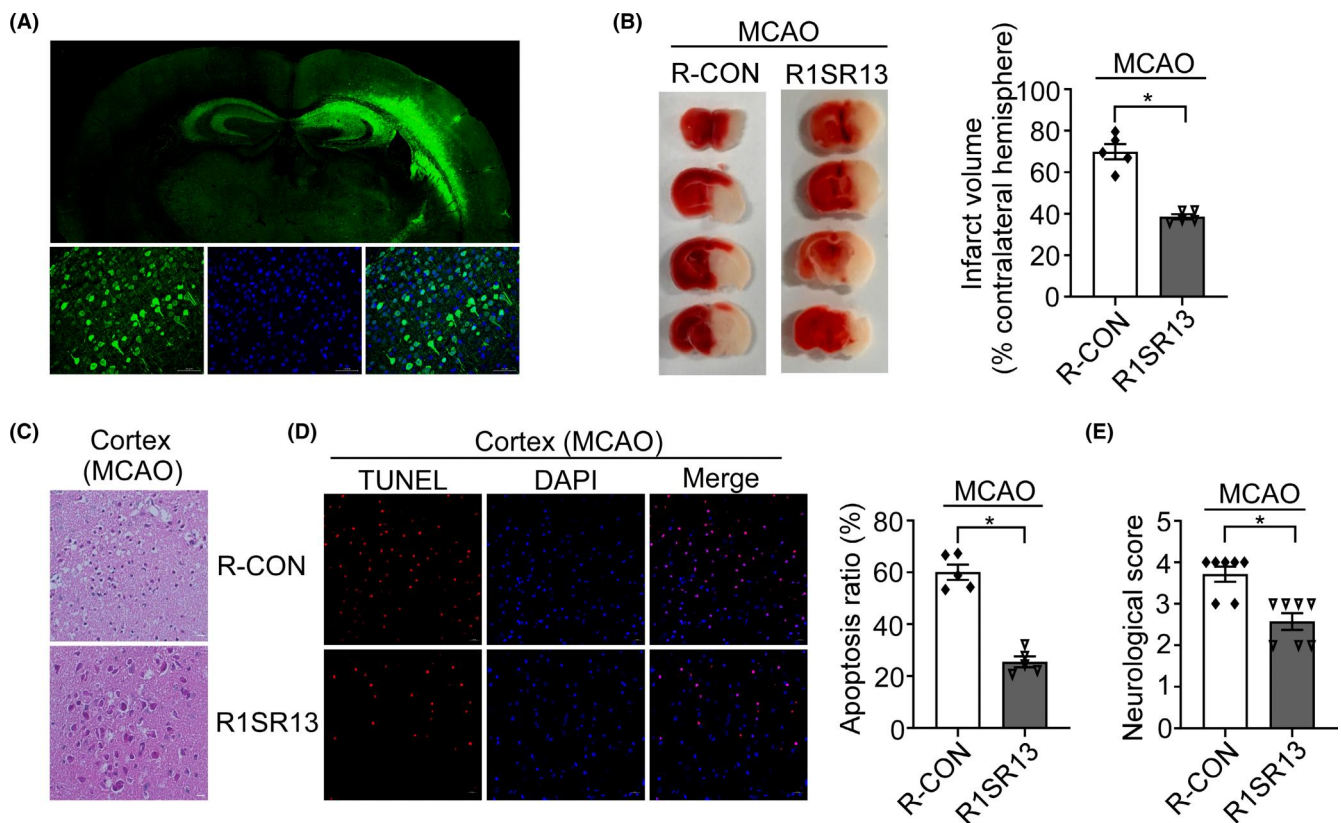 (A)
(B)
MCAO
R-CON
R1SR13
Infarct volume
(% contralateral hemisphere)
100
80
60
40
20
0
MCAO
*
R-CON
R1SR13
(C)
Cortex
(MCAO)
R-CON
R1SR13
(D)
Cortex (MCAO)
TUNEL
DAPI
Merge
Apoptosis ratio (%)
80
60
40
20
0
MCAO
*
R-CON
R1SR13
(E)
Neurological score
5
4
3
2
1
0
MCAO
*
R-CON
R1SR13